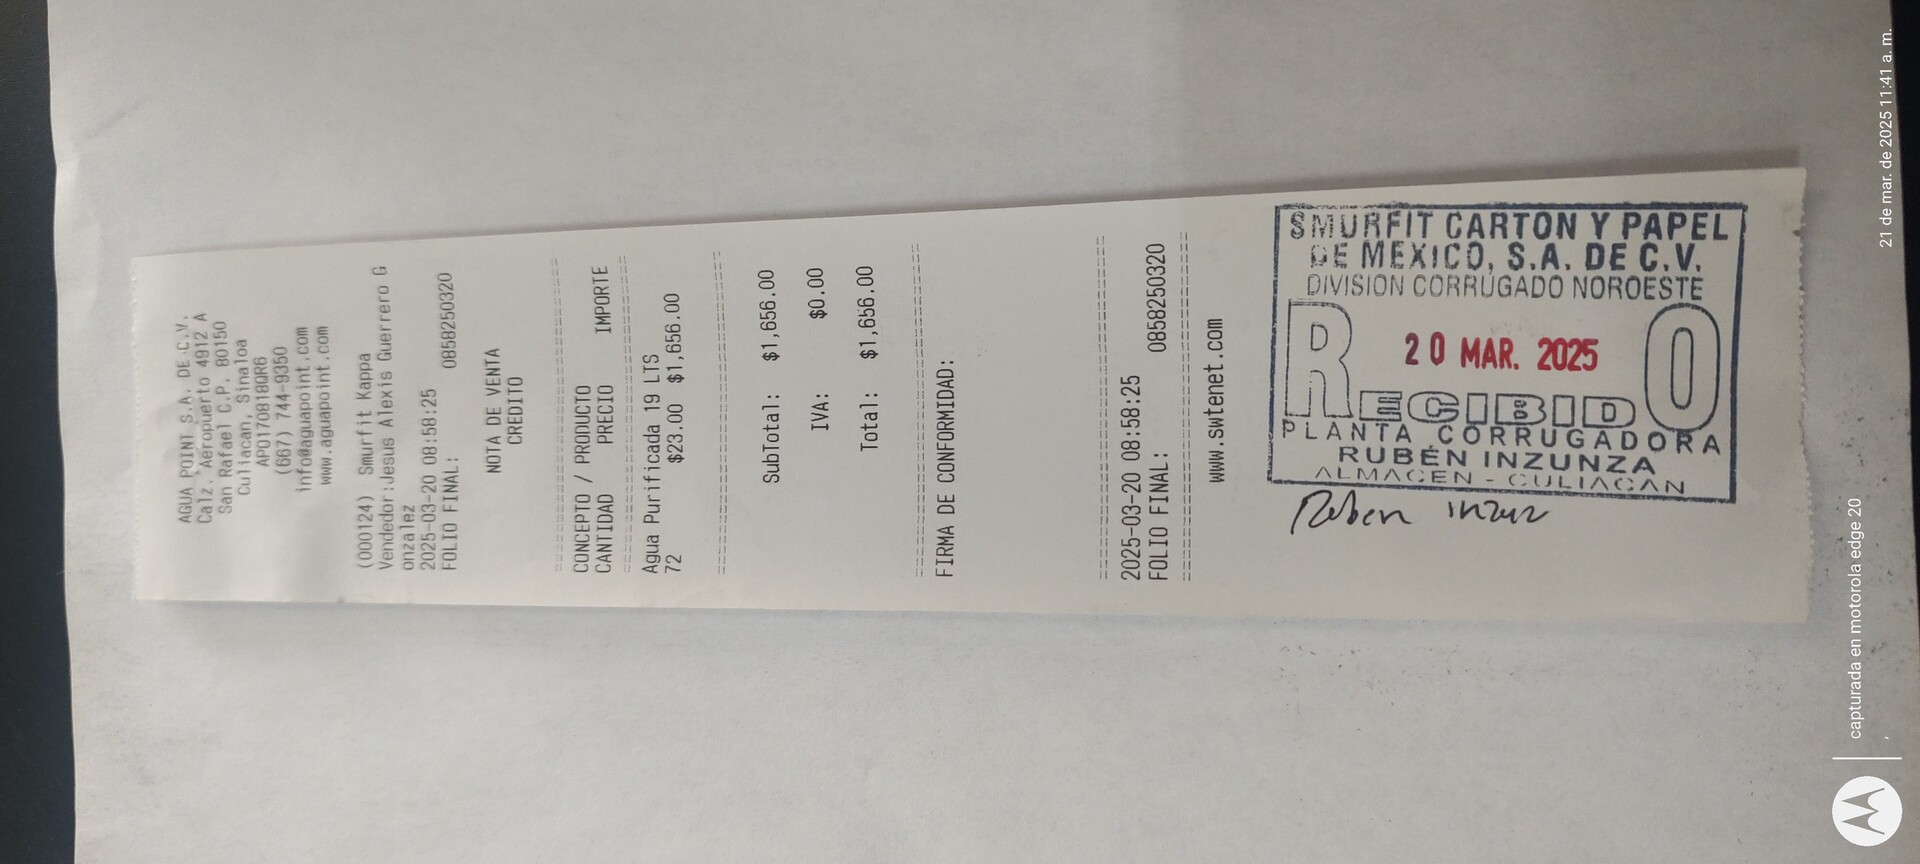 AGUA POINT S.A. DE C.V.
Calz. Aeropuerto 4912 A
San Rafael C.P. 80150
Culiacan, Sinaloa
APO170818QR6
(667) 744-9350
info@aguapoint.com
www.aguapoint.com
(000124) Smurfit Kappa
Vendedor:Jesus Alexis Guerrero G
onzalez
2025-03-20 08:58:25
FOLIO FINAL: 0858250320
NOTA DE VENTA
CREDITO
CONCEPTO / PRODUCTO
CANTIDAD PRECIO IMPORTE
Agua Purificada 19 LTS
72 $23.00 $1,656.00
SubTotal: $1,656.00
IVA: $0.00
Total: $1,656.00
FIRMA DE CONFORMIDAD:
2025-03-20 08:58:25
FOLIO FINAL: 0858250320
www.swtenet.com
SMURFIT CARTON Y PAPEL
DE MEXICO, S.A. DE C.V.
DIVISION CORRUGADO NOROESTE
20 MAR. 2025
RECIBIDO
PLANTA CORRUGADORA
RUBÉN INZUNZA
ALMACEN - CULIACAN
Ruben Inzunz
capturada en motorola edge 20
21 de mar. de 2025 11:41 a. m.